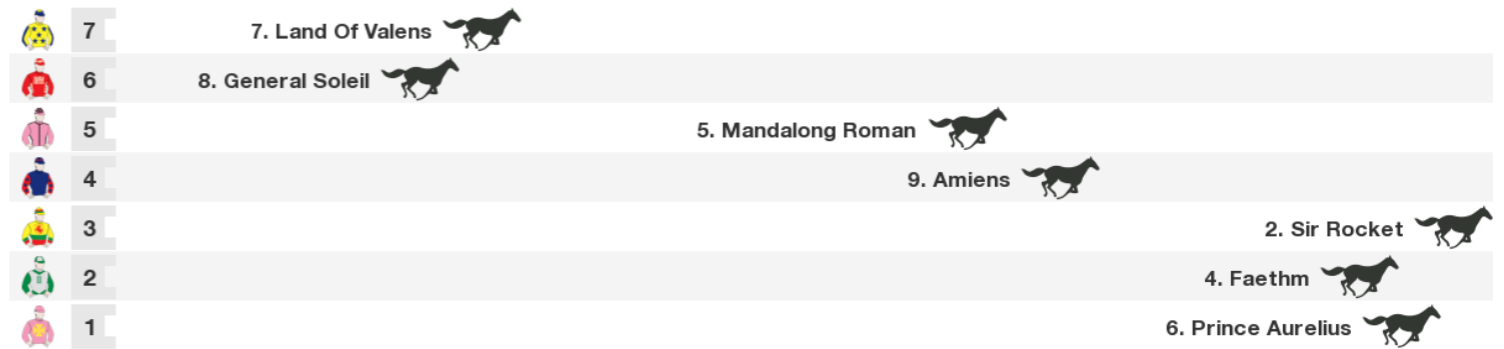 7 7. Land Of Valens
6 8. General Soleil
5 5. Mandalong Roman
4 9. Amiens
3 2. Sir Rocket
2 4. Faethm
1 6. Prince Aurelius